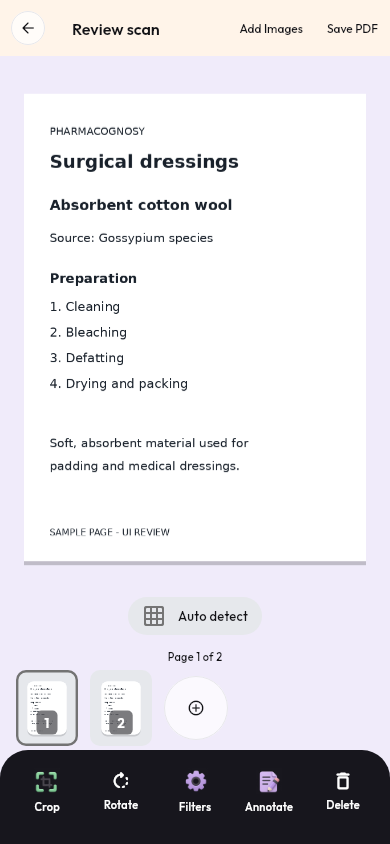 Review scan
Add Images
Save PDF
PHARMACOGNOSY
Surgical dressings
Absorbent cotton wool
Source: Gossypium species
Preparation
1. Cleaning
2. Bleaching
3. Defatting
4. Drying and packing
Soft, absorbent material used for
padding and medical dressings.
SAMPLE PAGE - UI REVIEW
Auto detect
Page 1 of 2
1
2
Crop
Rotate
Filters
Annotate
Delete